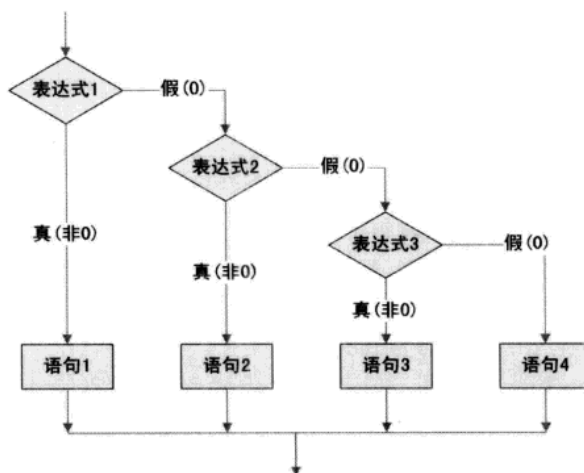 表达式1
假(0)
表达式2
假(0)
真(非0)
表达式3
假(0)
真(非0)
真(非0)
语句1
语句2
语句3
语句4